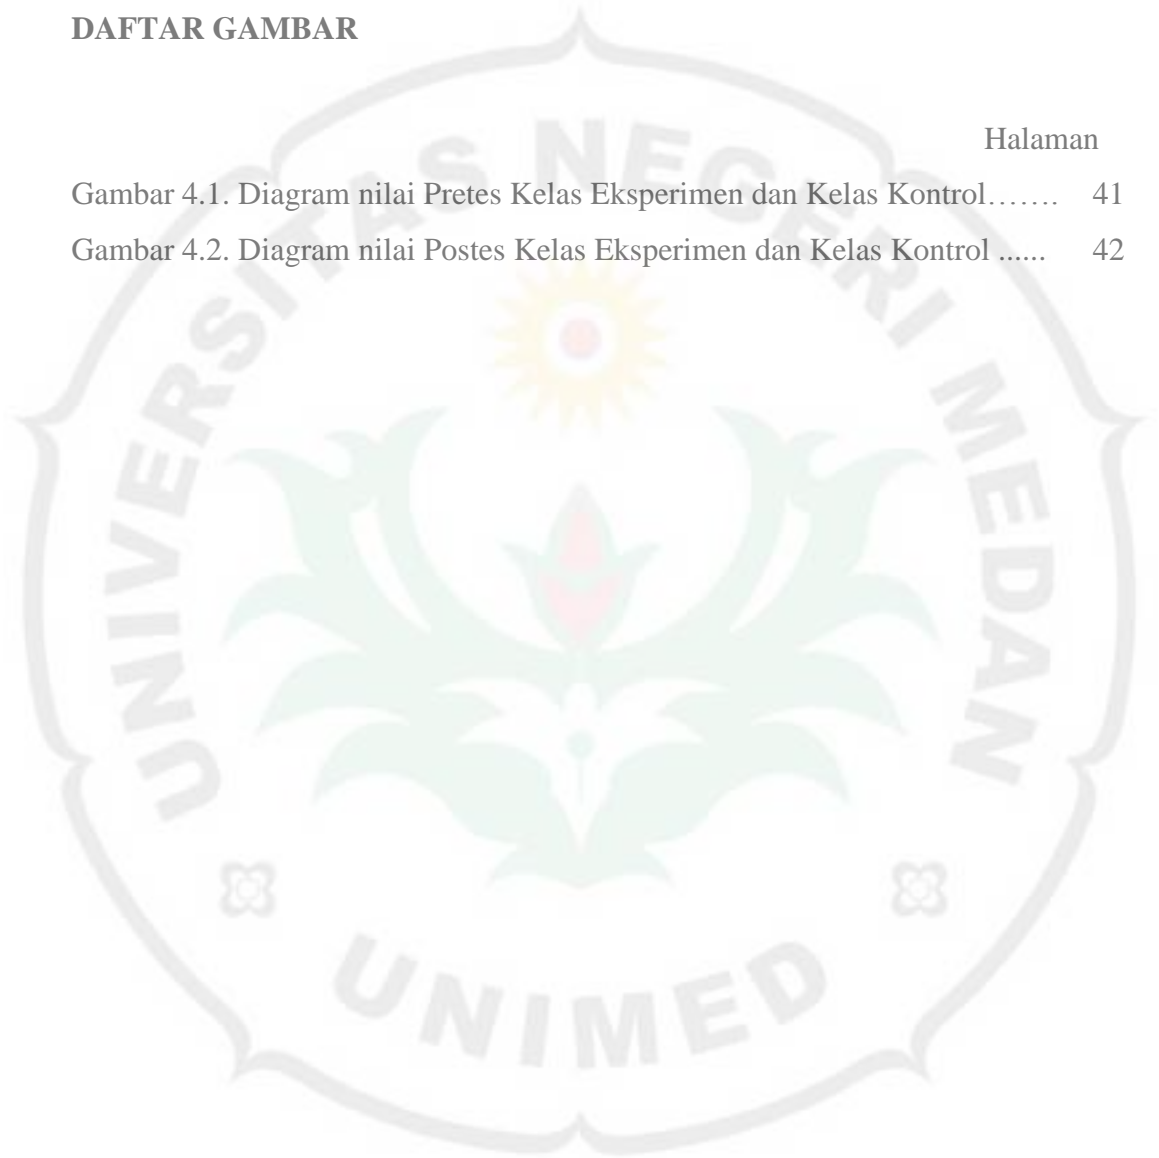 DAFTAR GAMBAR
Halaman
Gambar 4.1. Diagram nilai Pretes Kelas Eksperimen dan Kelas Kontrol……. 41
Gambar 4.2. Diagram nilai Postes Kelas Eksperimen dan Kelas Kontrol ...... 42
UNIVERSITAS NEGERI MEDAN
UNIMED